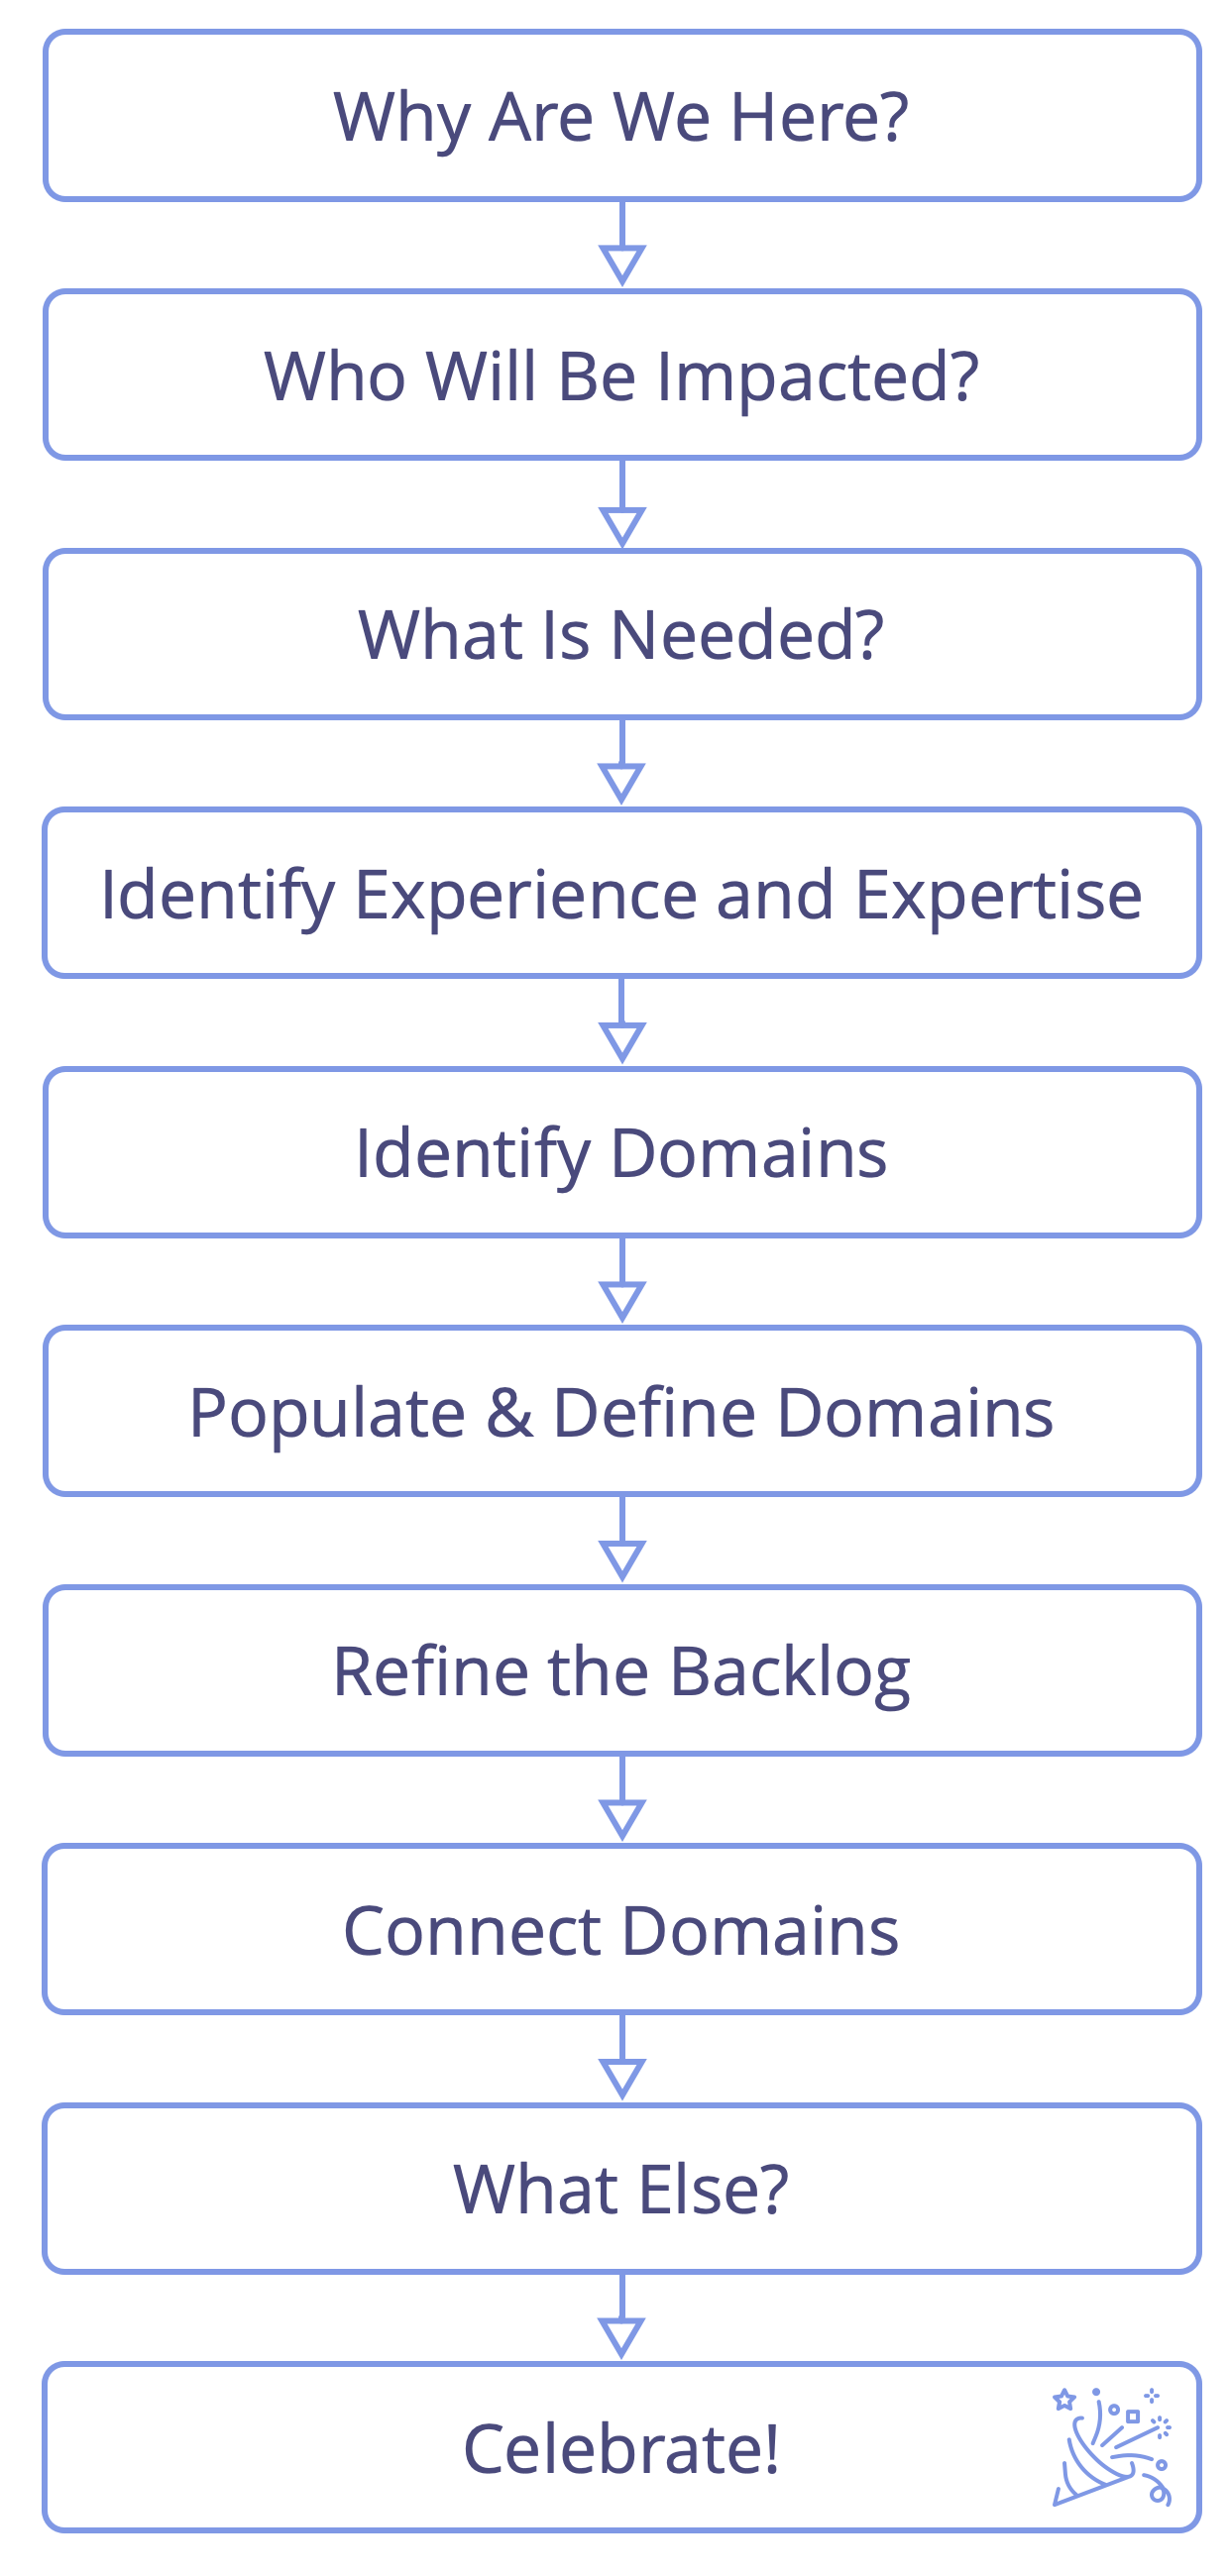 Why Are We Here?
Who Will Be Impacted?
What Is Needed?
Identify Experience and Expertise
Identify Domains
Populate & Define Domains
Refine the Backlog
Connect Domains
What Else?
Celebrate!